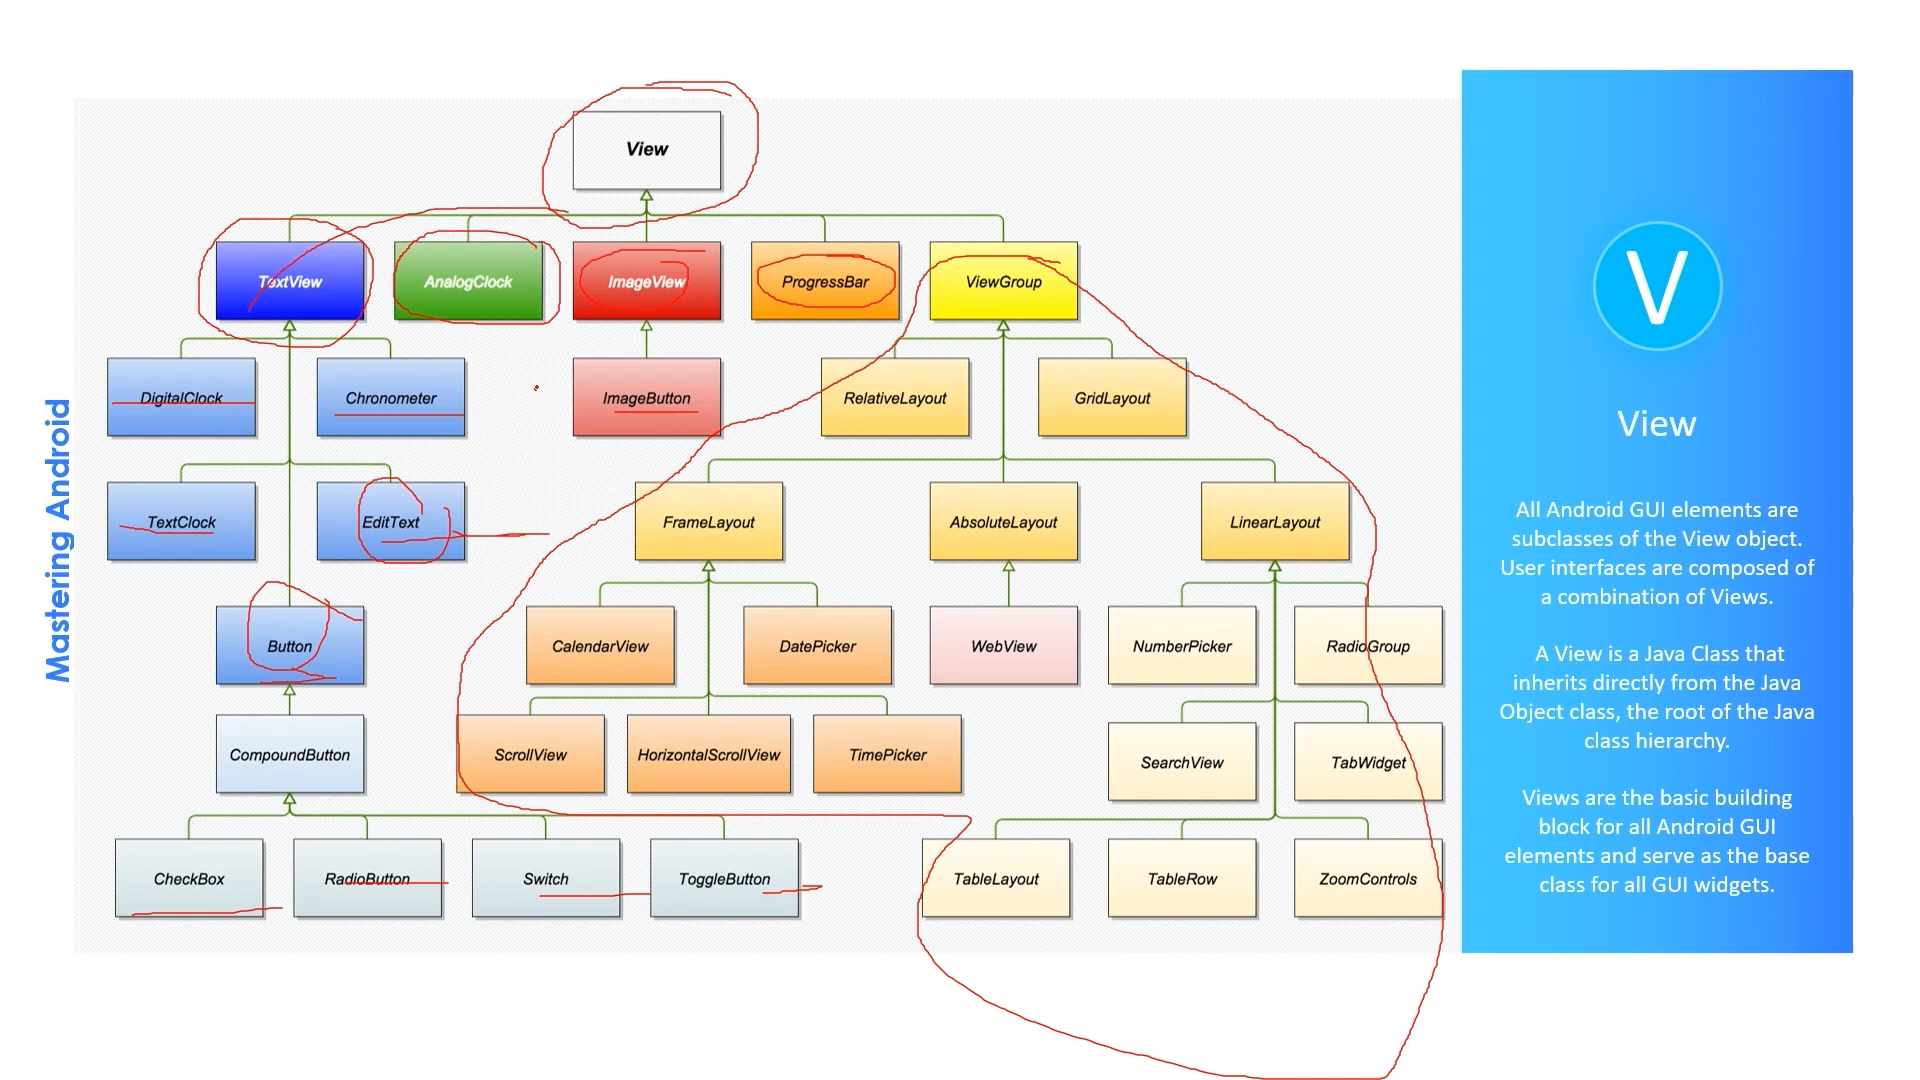 Mastering Android
View
TextView
AnalogClock
ImageView
ProgressBar
ViewGroup
DigitalClock
Chronometer
ImageButton
RelativeLayout
GridLayout
TextClock
EditText
FrameLayout
AbsoluteLayout
LinearLayout
Button
CalendarView
DatePicker
WebView
NumberPicker
RadioGroup
CompoundButton
ScrollView
HorizontalScrollView
TimePicker
SearchView
TabWidget
CheckBox
RadioButton
Switch
ToggleButton
TableLayout
TableRow
ZoomControls
V
View
All Android GUI elements are
subclasses of the View object.
User interfaces are composed of
a combination of Views.
A View is a Java Class that
inherits directly from the Java
Object class, the root of the Java
class hierarchy.
Views are the basic building
block for all Android GUI
elements and serve as the base
class for all GUI widgets.